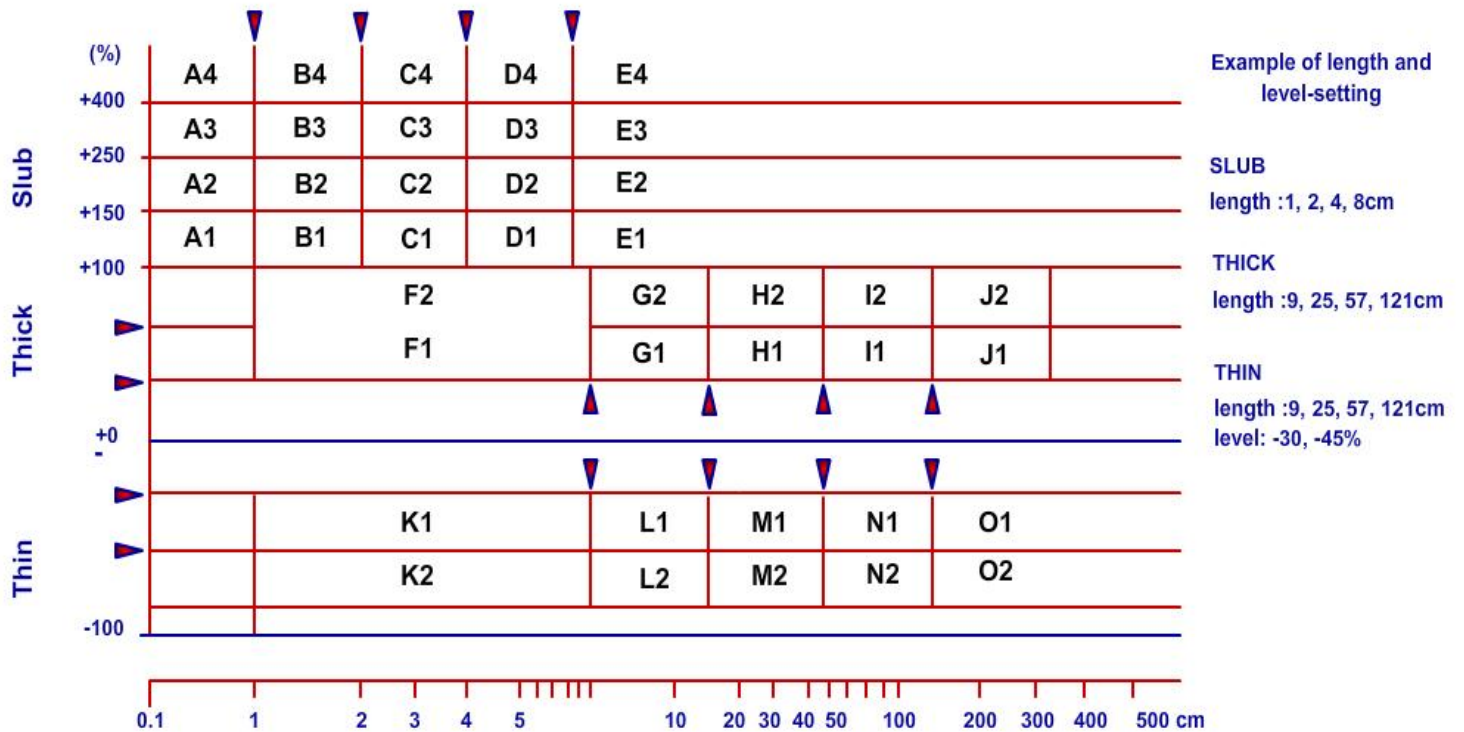 (%)
A4 B4 C4 D4 E4
+400
A3 B3 C3 D3 E3
+250
A2 B2 C2 D2 E2
+150
A1 B1 C1 D1 E1
+100
Slub
F2 G2 H2 I2 J2
F1 G1 H1 I1 J1
Thick
+0
-
K1 L1 M1 N1 O1
K2 L2 M2 N2 O2
Thin
-100
0.1 1 2 3 4 5 10 20 30 40 50 100 200 300 400 500 cm
Example of length and
level-setting
SLUB
length :1, 2, 4, 8cm
THICK
length :9, 25, 57, 121cm
THIN
length :9, 25, 57, 121cm
level: -30, -45%